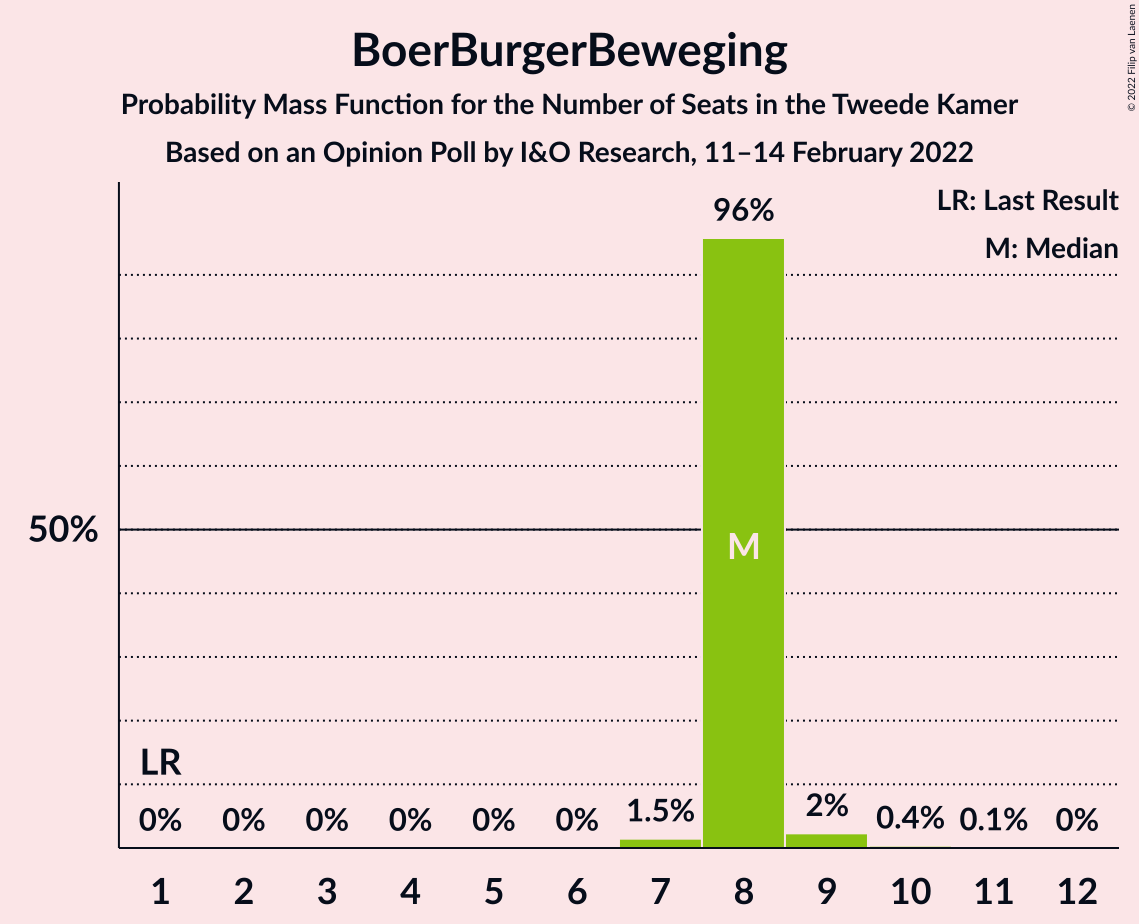 BoerBurgerBeweging
Probability Mass Function for the Number of Seats in the Tweede Kamer
Based on an Opinion Poll by I&O Research, 11–14 February 2022
© 2022 Filip van Laenen
LR: Last Result
M: Median
96%
50%
M
LR
0% 0% 0% 0% 0% 0% 1.5% 2% 0.4% 0.1% 0%
1 2 3 4 5 6 7 8 9 10 11 12